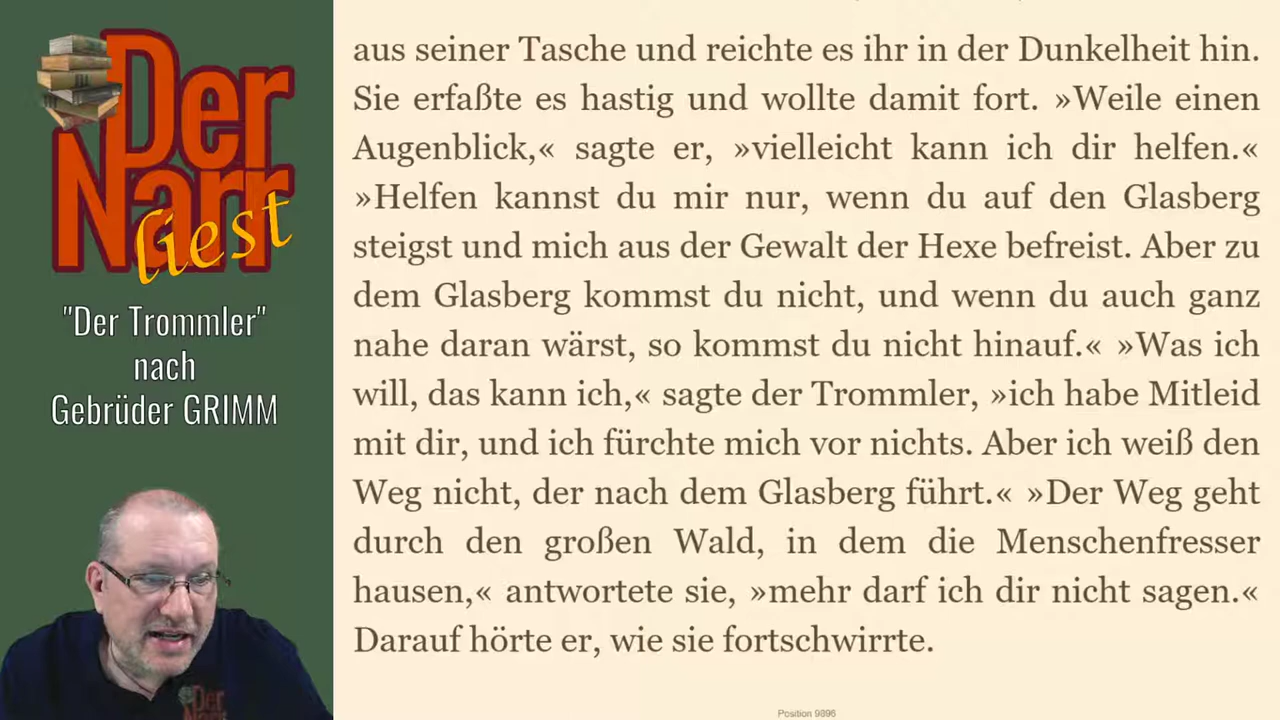 Der
Narr
liest
"Der Trommler"
nach
Gebrüder GRIMM
aus seiner Tasche und reichte es ihr in der Dunkelheit hin.
Sie erfaßte es hastig und wollte damit fort. »Weile einen
Augenblick,« sagte er, »vielleicht kann ich dir helfen.«
»Helfen kannst du mir nur, wenn du auf den Glasberg
steigst und mich aus der Gewalt der Hexe befreist. Aber zu
dem Glasberg kommst du nicht, und wenn du auch ganz
nahe daran wärst, so kommst du nicht hinauf.« »Was ich
will, das kann ich,« sagte der Trommler, »ich habe Mitleid
mit dir, und ich fürchte mich vor nichts. Aber ich weiß den
Weg nicht, der nach dem Glasberg führt.« »Der Weg geht
durch den großen Wald, in dem die Menschenfresser
hausen,« antwortete sie, »mehr darf ich dir nicht sagen.«
Darauf hörte er, wie sie fortschwirrte.
Position 9896
Der
Narr